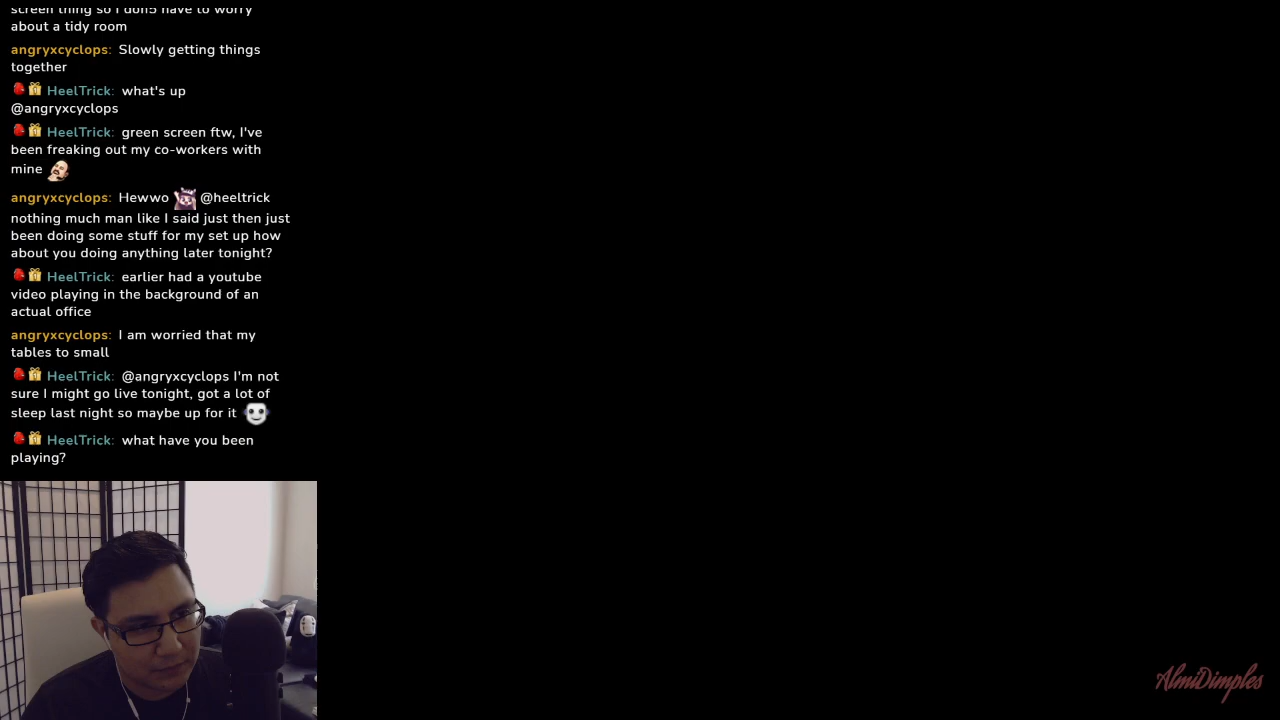 screen thing so I don5 have to worry
about a tidy room
angryxcyclops: Slowly getting things
together
HeelTrick: what's up
@angryxcyclops
HeelTrick: green screen ftw, I've
been freaking out my co-workers with
mine
angryxcyclops: Hewwo @heeltrick
nothing much man like I said just then just
been doing some stuff for my set up how
about you doing anything later tonight?
HeelTrick: earlier had a youtube
video playing in the background of an
actual office
angryxcyclops: I am worried that my
tables to small
HeelTrick: @angryxcyclops I'm not
sure I might go live tonight, got a lot of
sleep last night so maybe up for it
HeelTrick: what have you been
playing?
AlmiDimples